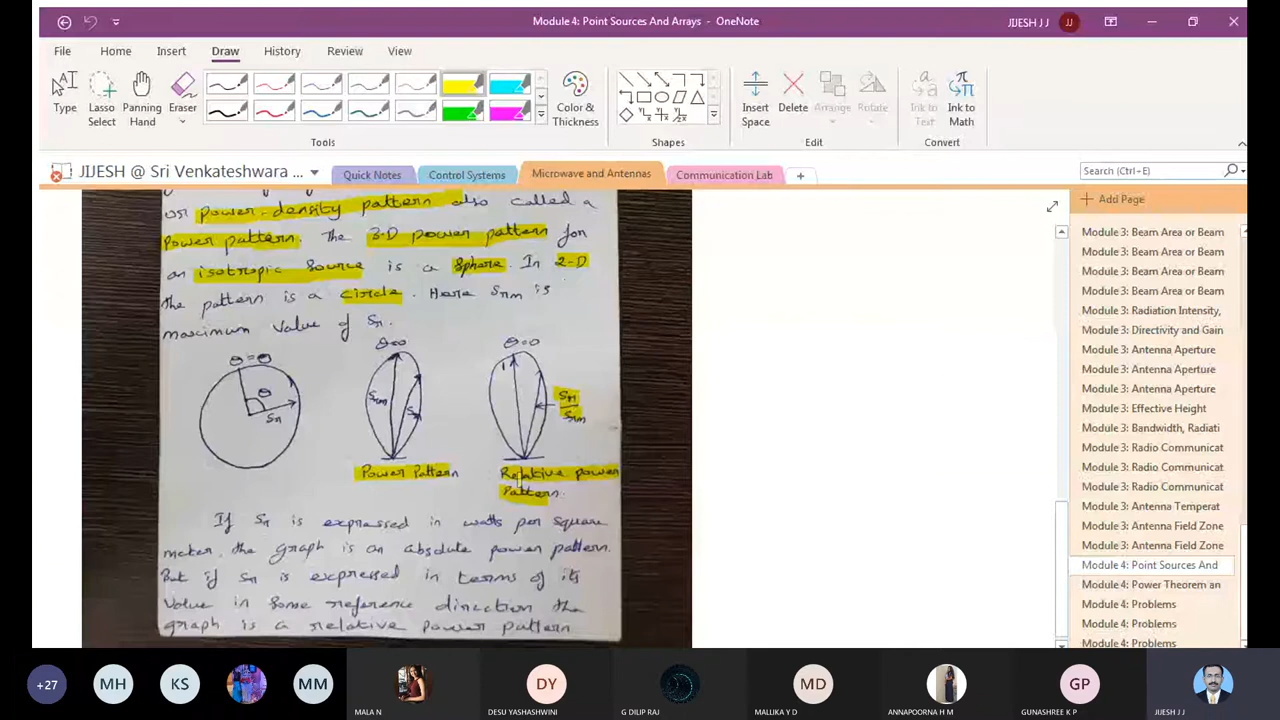 Module 4: Point Sources And Arrays - OneNote
JIJESH J J
JJ
File Home Insert Draw History Review View
Type
Lasso Select
Panning Hand
Eraser
Color & Thickness
Insert Space
Delete
Arrange
Rotate
Ink to Text
Ink to Math
Tools
Shapes
Edit
Convert
JIJESH @ Sri Venkateshwara ...
Quick Notes
Control Systems
Microwave and Antennas
Communication Lab
Search (Ctrl+E)
Add Page
or power density pattern also called a
Power pattern. The 3-D power pattern for
an isotropic source is a sphere. In 2-D
the pattern is a circle. Here Srm is
maximum value of Sr.
θ = θ
θ
Sr
θ=0
Srm
Sr
θ=0
1
Sr
Srm
Power Pattern
Relative power
Pattern
If Sr is expressed in watts per square
meter, the graph is an absolute power pattern.
But if Sr is expressed in terms of its
value in some reference direction the
graph is a relative power pattern
Module 3: Beam Area or Beam
Module 3: Beam Area or Beam
Module 3: Beam Area or Beam
Module 3: Beam Area or Beam
Module 3: Radiation Intensity,
Module 3: Directivity and Gain
Module 3: Antenna Aperture
Module 3: Antenna Aperture
Module 3: Antenna Aperture
Module 3: Effective Height
Module 3: Bandwidth, Radiati
Module 3: Radio Communicat
Module 3: Radio Communicat
Module 3: Radio Communicat
Module 3: Antenna Temperat
Module 3: Antenna Field Zone
Module 3: Antenna Field Zone
Module 4: Point Sources And
Module 4: Power Theorem an
Module 4: Problems
Module 4: Problems
Module 4: Problems
+27
MH
KS
MM
MALA N
DY
DESU YASHASHWINI
G DILIP RAJ
MD
MALLIKA Y D
ANNAPOORNA H M
GP
GUNASHREE K P
JIJESH J J